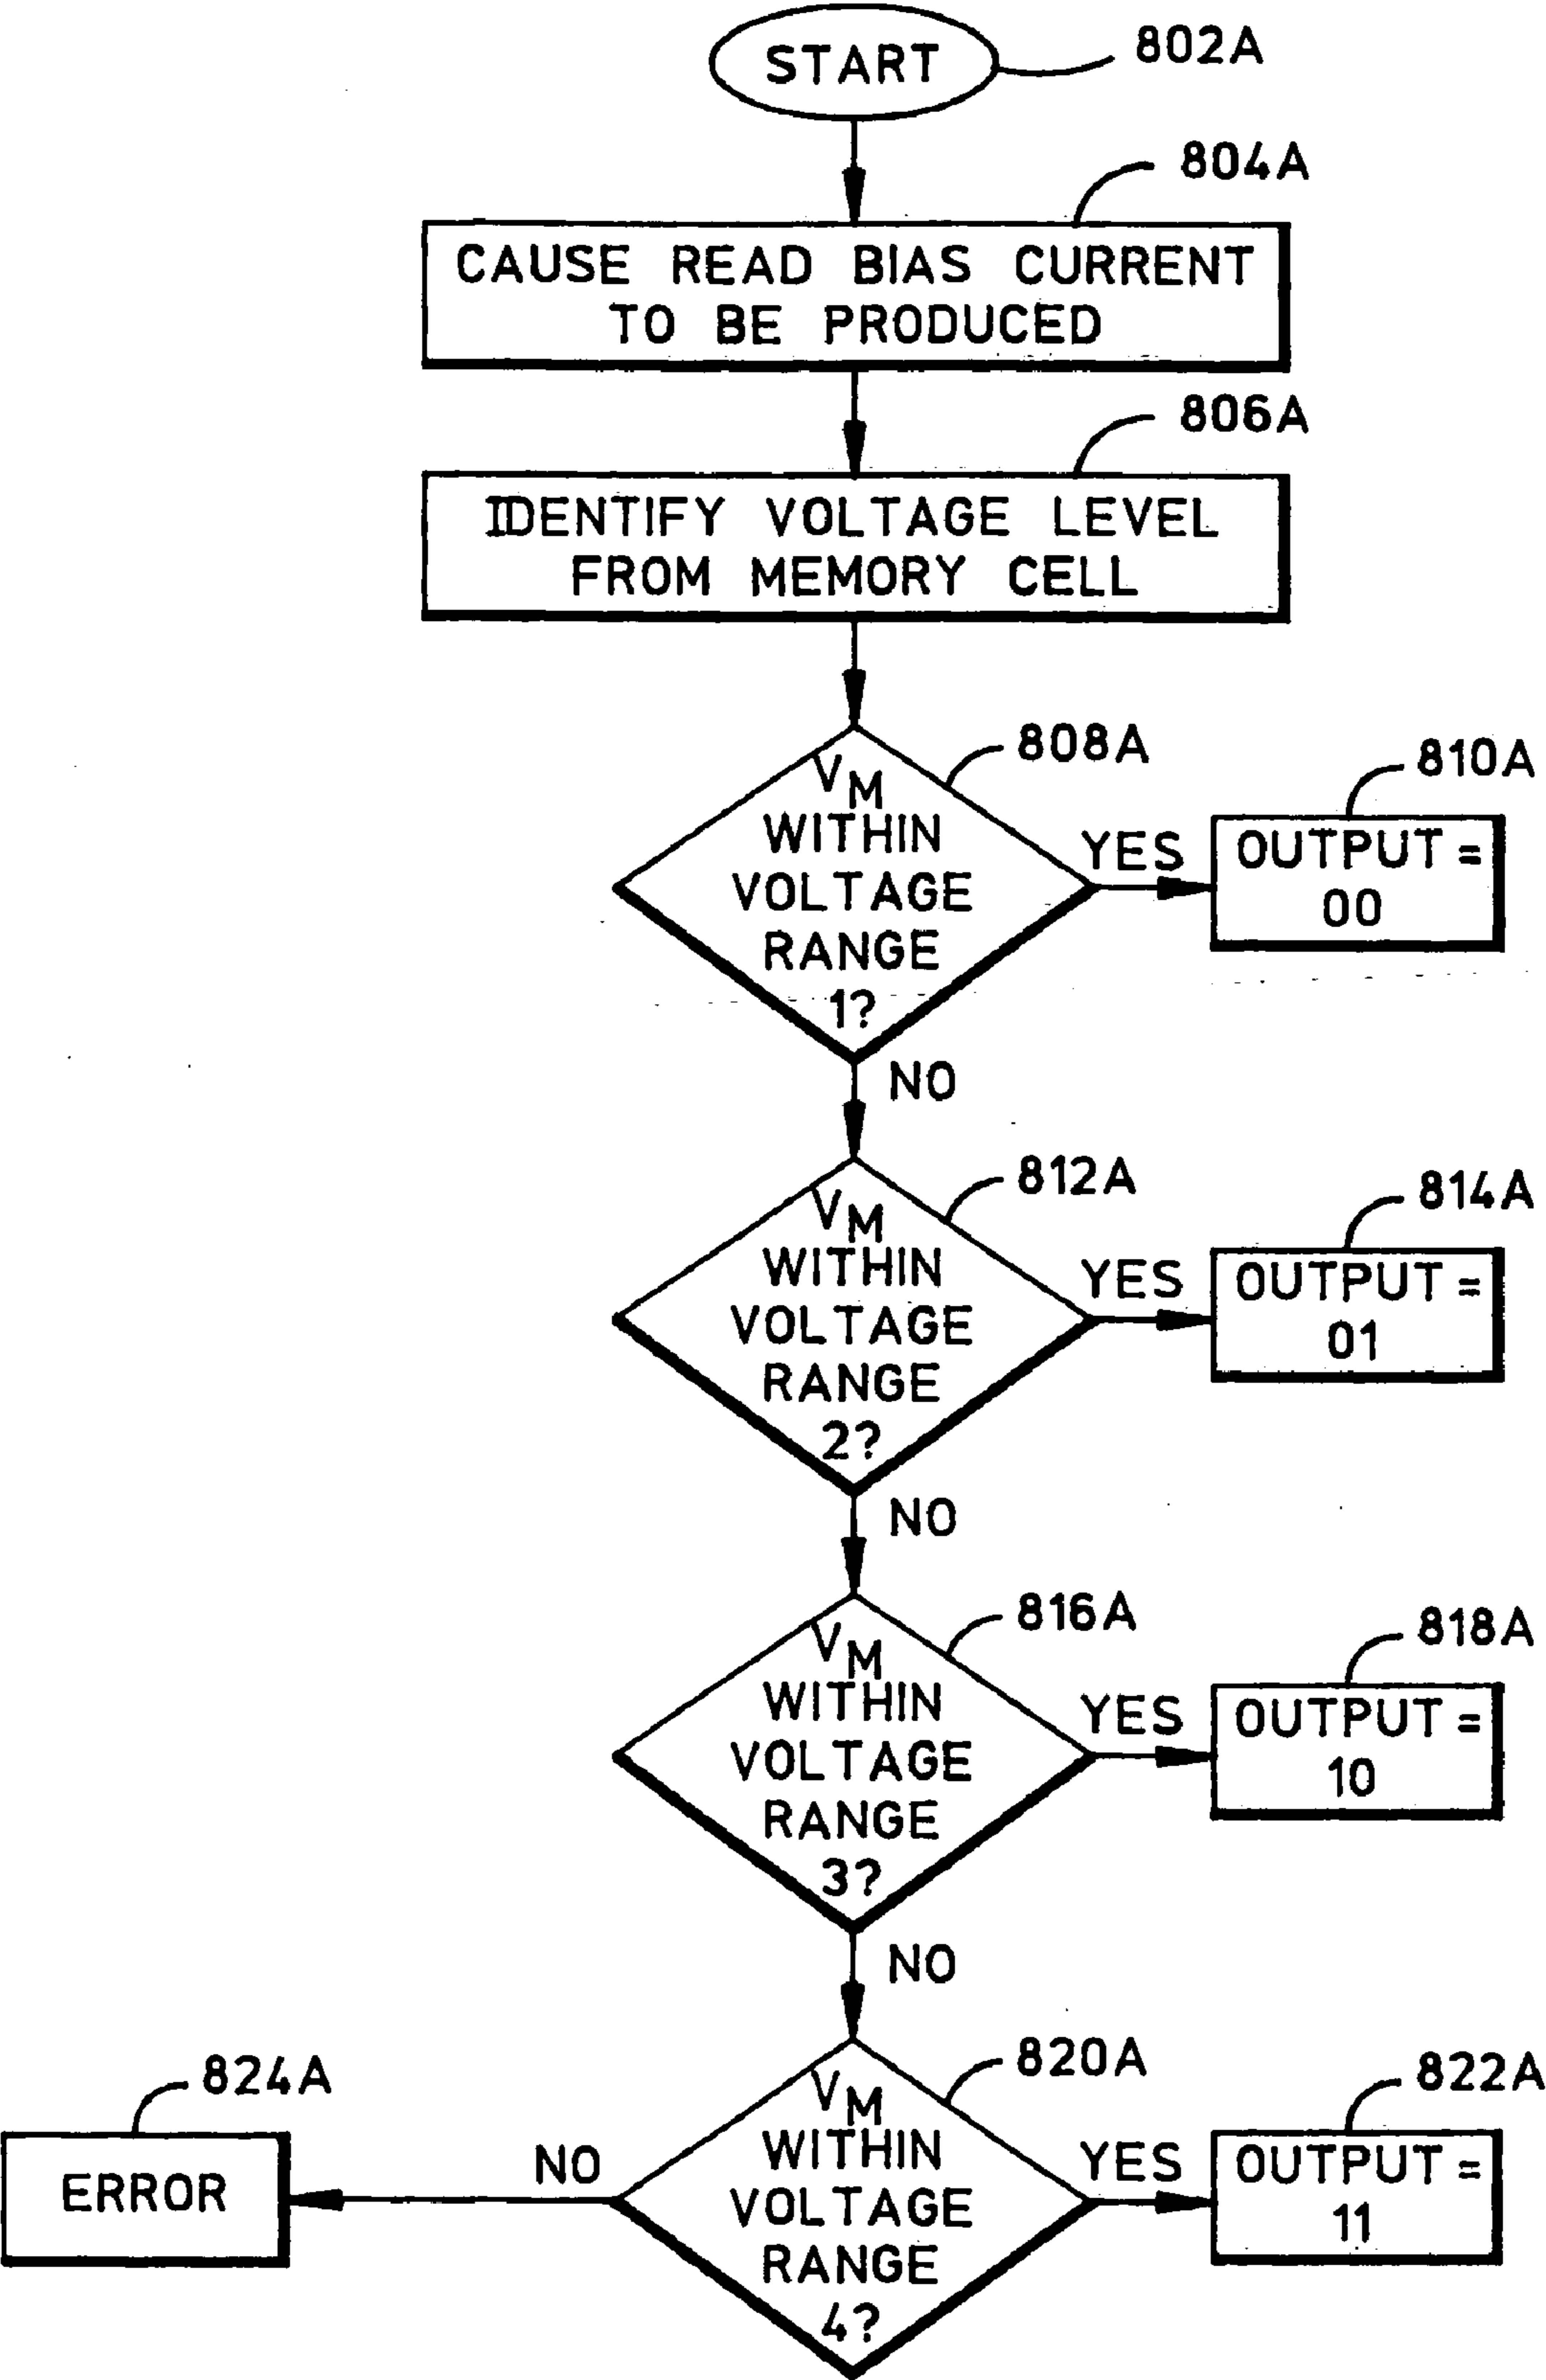 START
802A
804A
CAUSE READ BIAS CURRENT
TO BE PRODUCED
806A
IDENTIFY VOLTAGE LEVEL
FROM MEMORY CELL
808A
VM
WITHIN
VOLTAGE
RANGE
1?
YES
810A
OUTPUT =
00
NO
812A
VM
WITHIN
VOLTAGE
RANGE
2?
YES
814A
OUTPUT =
01
NO
816A
VM
WITHIN
VOLTAGE
RANGE
3?
YES
818A
OUTPUT =
10
NO
820A
VM
WITHIN
VOLTAGE
RANGE
4?
YES
822A
OUTPUT =
11
NO
824A
ERROR